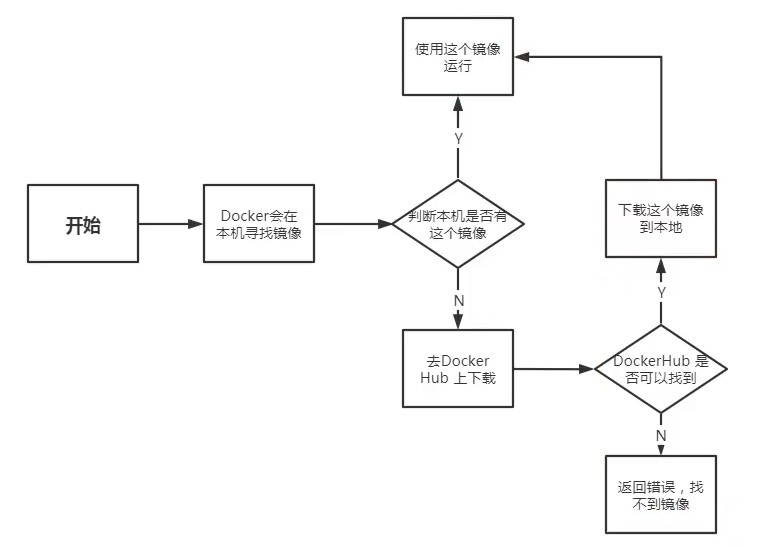 使用这个镜像
运行
Y
开始
Docker会在
本机寻找镜像
判断本机是否有
这个镜像
下载这个镜像
到本地
N
Y
去Docker
Hub 上下载
DockerHub 是
否可以找到
N
返回错误，找
不到镜像